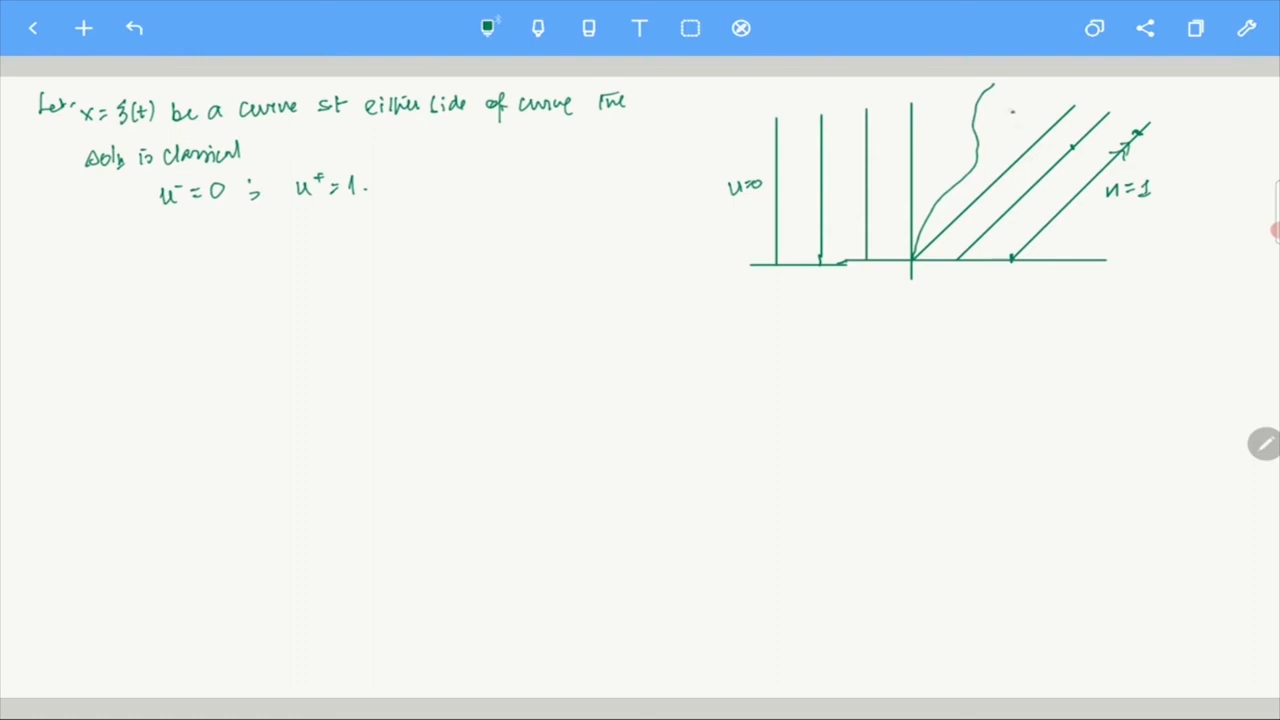 Let, x = ξ(t) be a curve st either side of curve the
soln is classical
u⁻ = 0 ; u⁺ = 1.
u=0
u=1
T